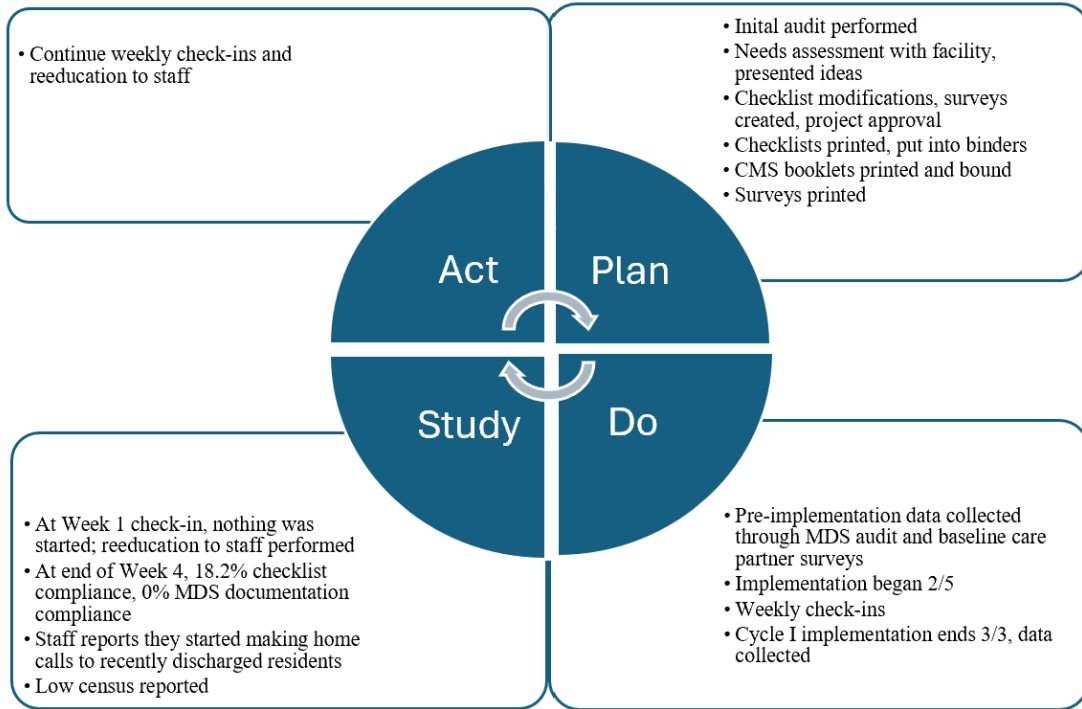 • Continue weekly check-ins and
reeducation to staff
• Inital audit performed
• Needs assessment with facility,
presented ideas
• Checklist modifications, surveys
created, project approval
• Checklists printed, put into binders
• CMS booklets printed and bound
• Surveys printed
Act
Plan
Study
Do
• At Week 1 check-in, nothing was
started; reeducation to staff performed
• At end of Week 4, 18.2% checklist
compliance, 0% MDS documentation
compliance
• Staff reports they started making home
calls to recently discharged residents
• Low census reported
• Pre-implementation data collected
through MDS audit and baseline care
partner surveys
• Implementation began 2/5
• Weekly check-ins
• Cycle I implementation ends 3/3, data
collected